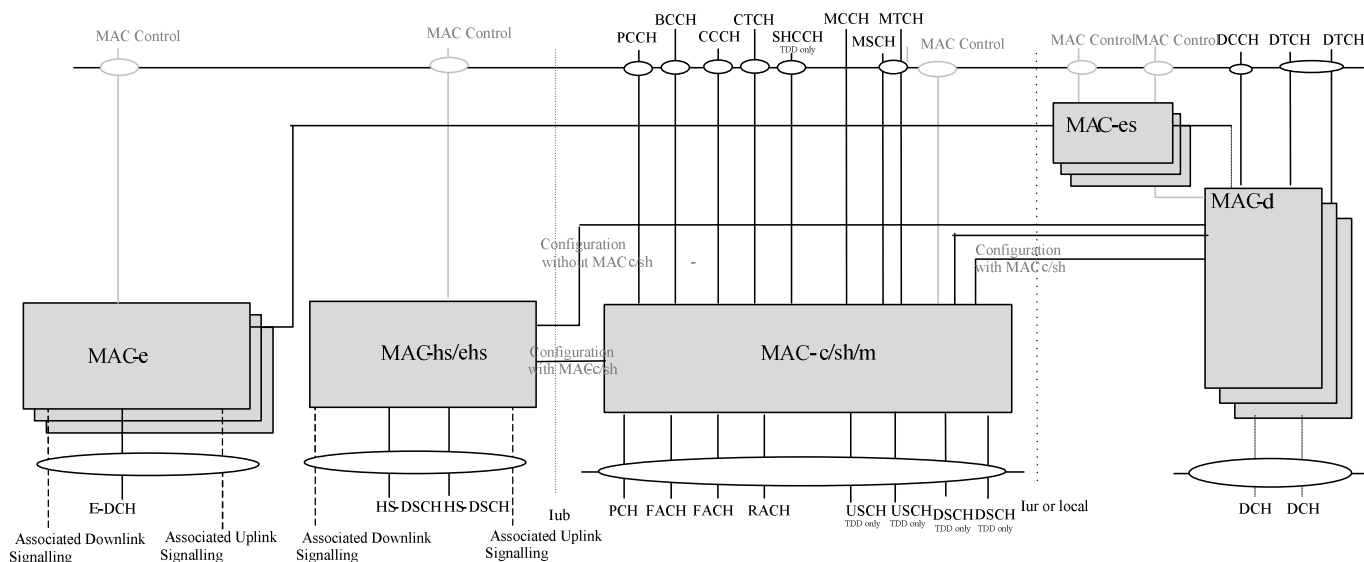 MAC Control
MAC Control
PCCH
BCCH
CCCH
CTCH
SHCCH
TDD only
MCCH
MSCH
MTCH
MAC Control
MAC Control
MAC Control
DCCH
DTCH
DTCH
MAC-es
MAC-d
Configuration
without MAC c/sh
-
Configuration
with MAC c/sh
MAC-e
MAC-hs/ehs
Configuration
with MAC-c/sh
MAC-c/sh/m
E-DCH
HS-DSCH
HS-DSCH
Iub
PCH
FACH
FACH
RACH
USCH
TDD only
USCH
TDD only
DSCH
TDD only
DSCH
TDD only
Iur or local
DCH
DCH
Associated Downlink
Signalling
Associated Uplink
Signalling
Associated Downlink
Signalling
Associated Uplink
Signalling